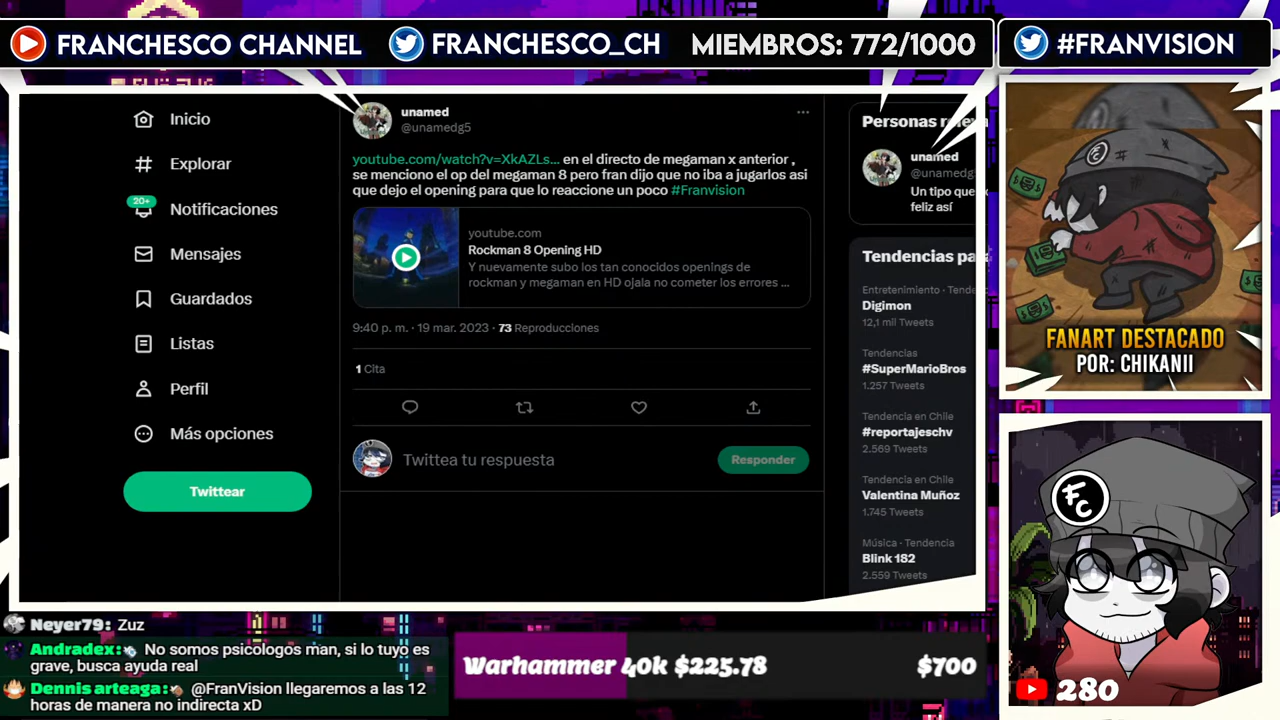 FRANCHESCO CHANNEL
FRANCHESCO_CH
MIEMBROS: 772/1000
#FRANVISION
Inicio
Explorar
20+
Notificaciones
Mensajes
Guardados
Listas
Perfil
Más opciones
Twittear
unamed
@unamedg5
youtube.com/watch?v=XkAZLs... en el directo de megaman x anterior ,
se menciono el op del megaman 8 pero fran dijo que no iba a jugarlos asi
que dejo el opening para que lo reaccione un poco #Franvision
youtube.com
Rockman 8 Opening HD
Y nuevamente subo los tan conocidos openings de
rockman y megaman en HD ojala no cometer los errores ...
9:40 p. m. · 19 mar. 2023 · 73 Reproducciones
1 Cita
Twittea tu respuesta
Responder
Personas rele
unamed
@unamedg
Un tipo que
feliz así
Tendencias pa
Entretenimiento · Tende
Digimon
12,1 mil Tweets
Tendencias
#SuperMarioBros
1.257 Tweets
Tendencia en Chile
#reportajeschv
2.569 Tweets
Tendencia en Chile
Valentina Muñoz
1.745 Tweets
Música · Tendencia
Blink 182
2.559 Tweets
FC
FANART DESTACADO
POR: CHIKANII
FC
280
Neyer79: Zuz
Andradex: No somos psicologos man, si lo tuyo es
grave, busca ayuda real
Dennis arteaga: @FranVision llegaremos a las 12
horas de manera no indirecta xD
Warhammer 40k $225.78
$700